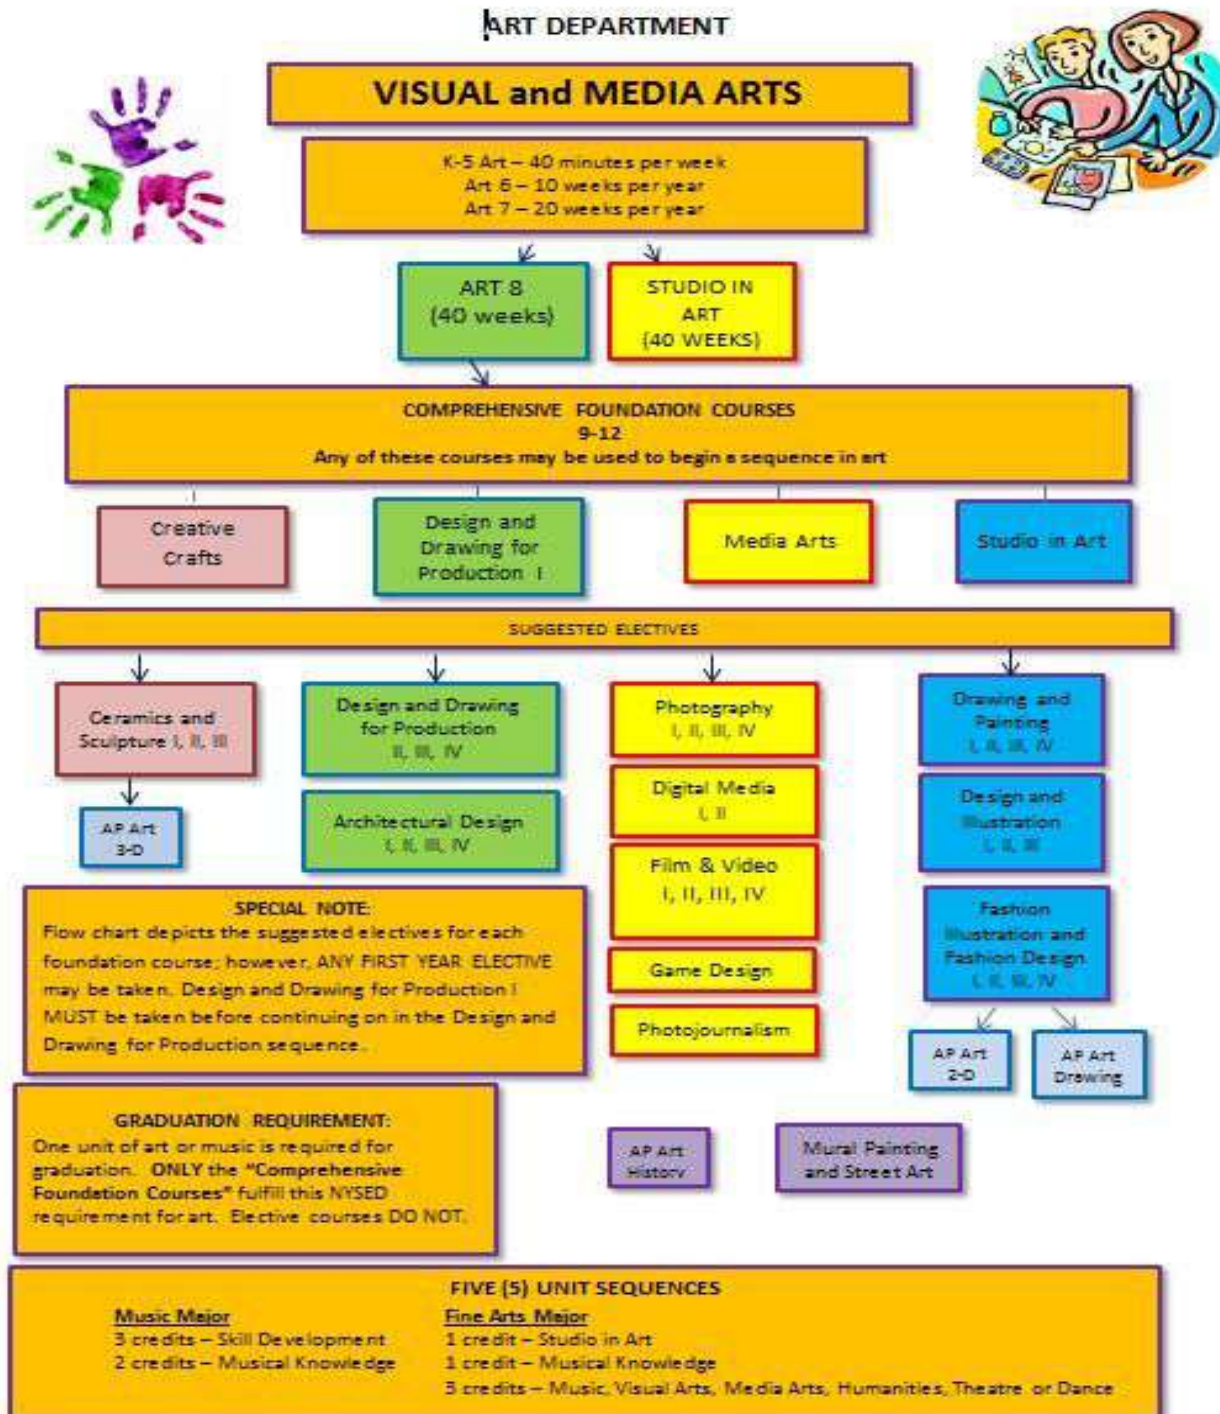 ART DEPARTMENT
VISUAL and MEDIA ARTS
K-5 Art – 40 minutes per week
Art 6 – 10 weeks per year
Art 7 – 20 weeks per year
ART 8
(40 weeks)
STUDIO IN
ART
(40 WEEKS)
COMPREHENSIVE FOUNDATION COURSES
9-12
Any of these courses may be used to begin a sequence in art
Creative
Crafts
Design and
Drawing for
Production I
Media Arts
Studio in Art
SUGGESTED ELECTIVES
Ceramics and
Sculpture I, II, III
AP Art
3-D
Design and Drawing
for Production
II, III, IV
Architectural Design
I, II, III, IV
Photography
I, II, III, IV
Digital Media
I, II
Film & Video
I, II, III, IV
Game Design
Photojournalism
Drawing and
Painting
I, II, III, IV
Design and
Illustration
I, II, III
Fashion
Illustration and
Fashion Design
I, II, III, IV
AP Art
2-D
AP Art
Drawing
SPECIAL NOTE:
Flow chart depicts the suggested electives for each
foundation course; however, ANY FIRST YEAR ELECTIVE
may be taken. Design and Drawing for Production I
MUST be taken before continuing on in the Design and
Drawing for Production sequence.
GRADUATION REQUIREMENT:
One unit of art or music is required for
graduation. ONLY the "Comprehensive
Foundation Courses" fulfill this NYSED
requirement for art. Elective courses DO NOT.
AP Art
History
Mural Painting
and Street Art
FIVE (5) UNIT SEQUENCES
Music Major
3 credits – Skill Development
2 credits – Musical Knowledge
Fine Arts Major
1 credit – Studio in Art
1 credit – Musical Knowledge
3 credits – Music, Visual Arts, Media Arts, Humanities, Theatre or Dance